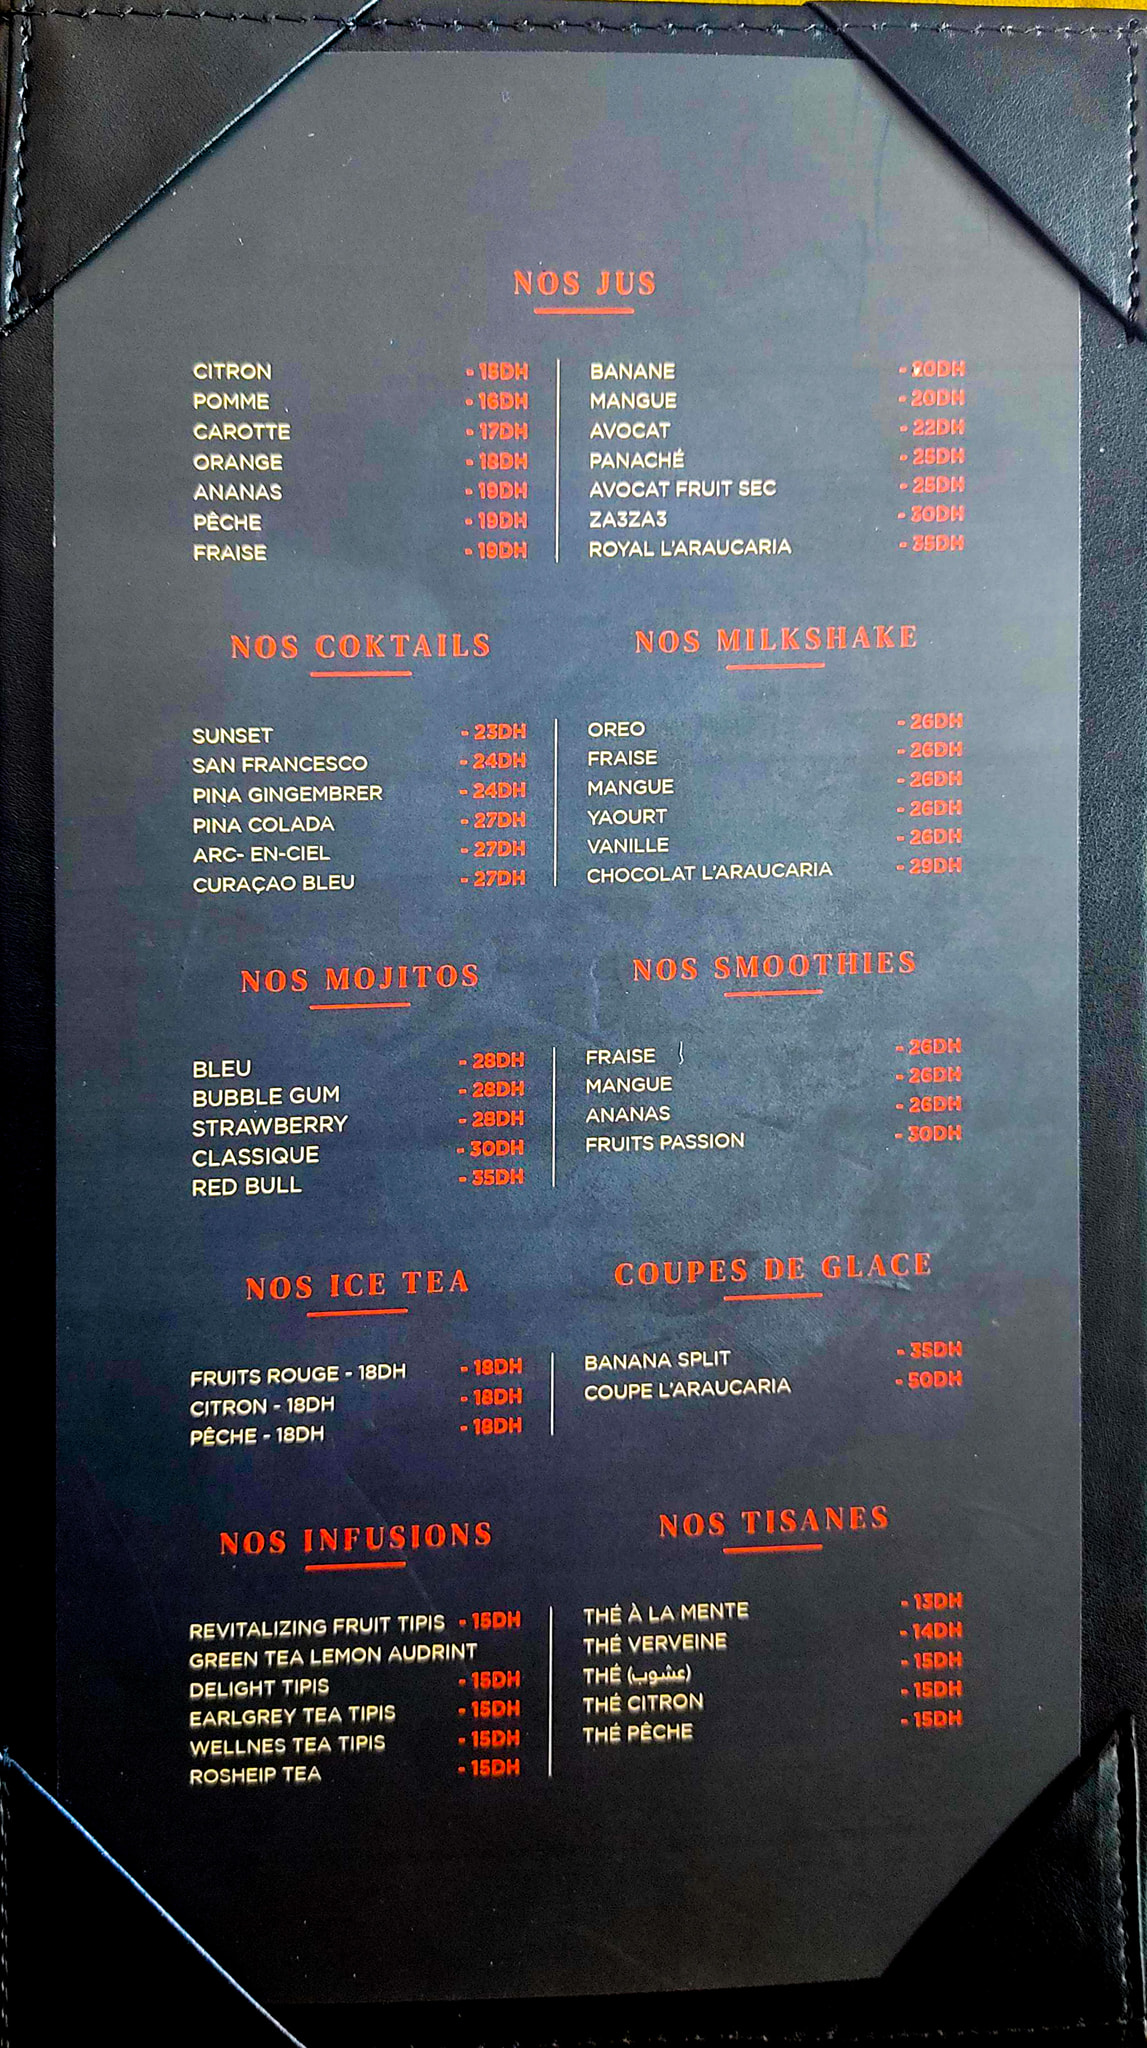 NOS JUS
CITRON - 15DH
POMME - 16DH
CAROTTE - 17DH
ORANGE - 18DH
ANANAS - 19DH
PÊCHE - 19DH
FRAISE - 19DH
BANANE - 20DH
MANGUE - 20DH
AVOCAT - 22DH
PANACHÉ - 25DH
AVOCAT FRUIT SEC - 25DH
ZA3ZA3 - 30DH
ROYAL L'ARAUCARIA - 35DH
NOS COKTAILS
SUNSET - 23DH
SAN FRANCESCO - 24DH
PINA GINGEMBRER - 24DH
PINA COLADA - 27DH
ARC- EN-CIEL - 27DH
CURAÇAO BLEU - 27DH
NOS MILKSHAKE
OREO - 26DH
FRAISE - 26DH
MANGUE - 26DH
YAOURT - 26DH
VANILLE - 26DH
CHOCOLAT L'ARAUCARIA - 29DH
NOS MOJITOS
BLEU - 28DH
BUBBLE GUM - 28DH
STRAWBERRY - 28DH
CLASSIQUE - 30DH
RED BULL - 35DH
NOS SMOOTHIES
FRAISE - 26DH
MANGUE - 26DH
ANANAS - 26DH
FRUITS PASSION - 30DH
NOS ICE TEA
FRUITS ROUGE - 18DH - 18DH
CITRON - 18DH - 18DH
PÊCHE - 18DH - 18DH
COUPES DE GLACE
BANANA SPLIT - 35DH
COUPE L'ARAUCARIA - 50DH
NOS INFUSIONS
REVITALIZING FRUIT TIPIS - 15DH
GREEN TEA LEMON AUDRINT
DELIGHT TIPIS - 15DH
EARLGREY TEA TIPIS - 15DH
WELLNES TEA TIPIS - 15DH
ROSHEIP TEA - 15DH
NOS TISANES
THÉ À LA MENTE - 13DH
THÉ VERVEINE - 14DH
THÉ (عشوب) - 15DH
THÉ CITRON - 15DH
THÉ PÊCHE - 15DH